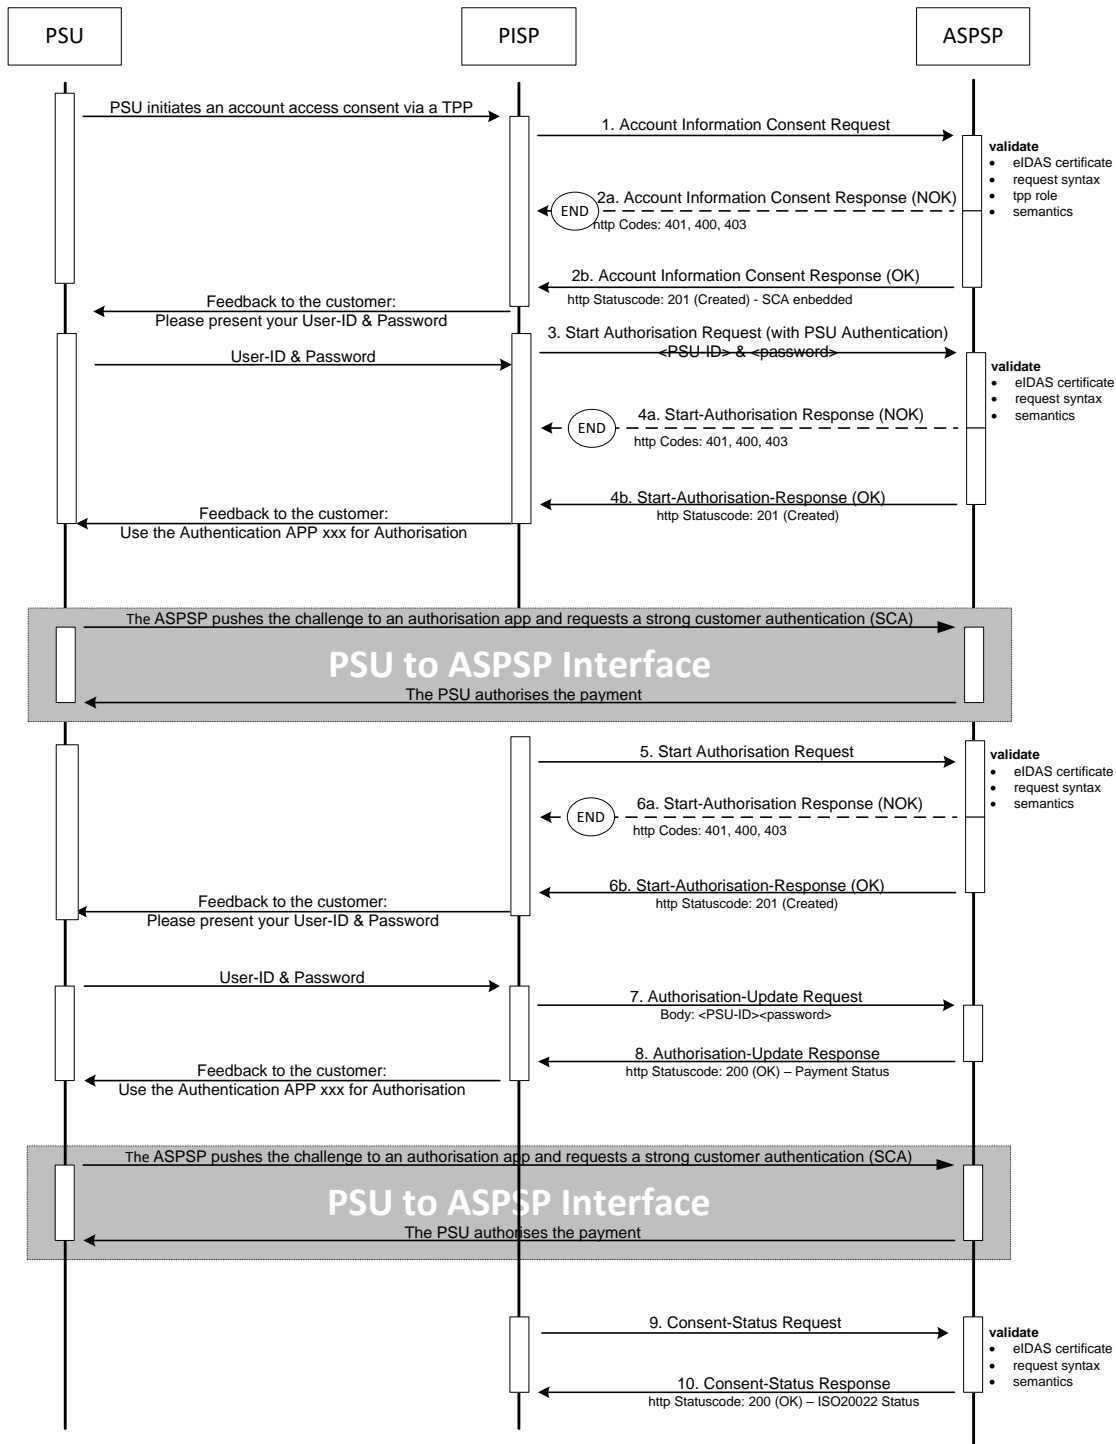 PSU
PISP
ASPSP
PSU initiates an account access consent via a TPP
1. Account Information Consent Request
validate
• eIDAS certificate
• request syntax
• tpp role
• semantics
2a. Account Information Consent Response (NOK)
END
http Codes: 401, 400, 403
2b. Account Information Consent Response (OK)
http Statuscode: 201 (Created) - SCA enbedded
Feedback to the customer:
Please present your User-ID & Password
3. Start Authorisation Request (with PSU Authentication)
<PSU-ID> & <password>
User-ID & Password
validate
• eIDAS certificate
• request syntax
• semantics
4a. Start-Authorisation Response (NOK)
END
http Codes: 401, 400, 403
4b. Start-Authorisation-Response (OK)
http Statuscode: 201 (Created)
Feedback to the customer:
Use the Authentication APP xxx for Authorisation
The ASPSP pushes the challenge to an authorisation app and requests a strong customer authentication (SCA)
PSU to ASPSP Interface
The PSU authorises the payment
5. Start Authorisation Request
validate
• eIDAS certificate
• request syntax
• semantics
6a. Start-Authorisation Response (NOK)
END
http Codes: 401, 400, 403
6b. Start-Authorisation-Response (OK)
http Statuscode: 201 (Created)
Feedback to the customer:
Please present your User-ID & Password
User-ID & Password
7. Authorisation-Update Request
Body: <PSU-ID><password>
8. Authorisation-Update Response
http Statuscode: 200 (OK) – Payment Status
Feedback to the customer:
Use the Authentication APP xxx for Authorisation
The ASPSP pushes the challenge to an authorisation app and requests a strong customer authentication (SCA)
PSU to ASPSP Interface
The PSU authorises the payment
9. Consent-Status Request
validate
• eIDAS certificate
• request syntax
• semantics
10. Consent-Status Response
http Statuscode: 200 (OK) – ISO20022 Status